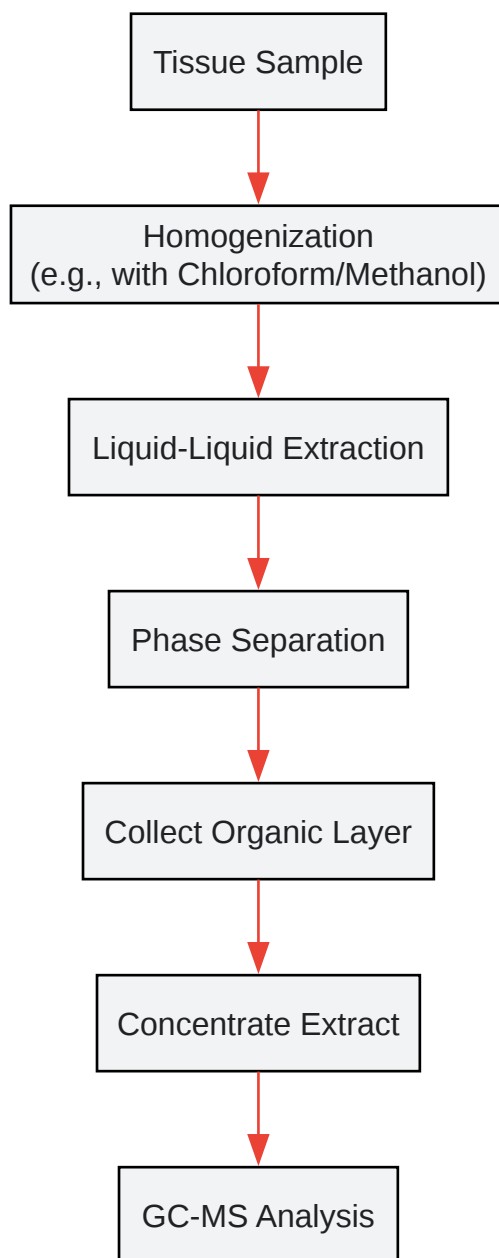 Tissue Sample
Homogenization
(e.g., with Chloroform/Methanol)
Liquid-Liquid Extraction
Phase Separation
Collect Organic Layer
Concentrate Extract
GC-MS Analysis